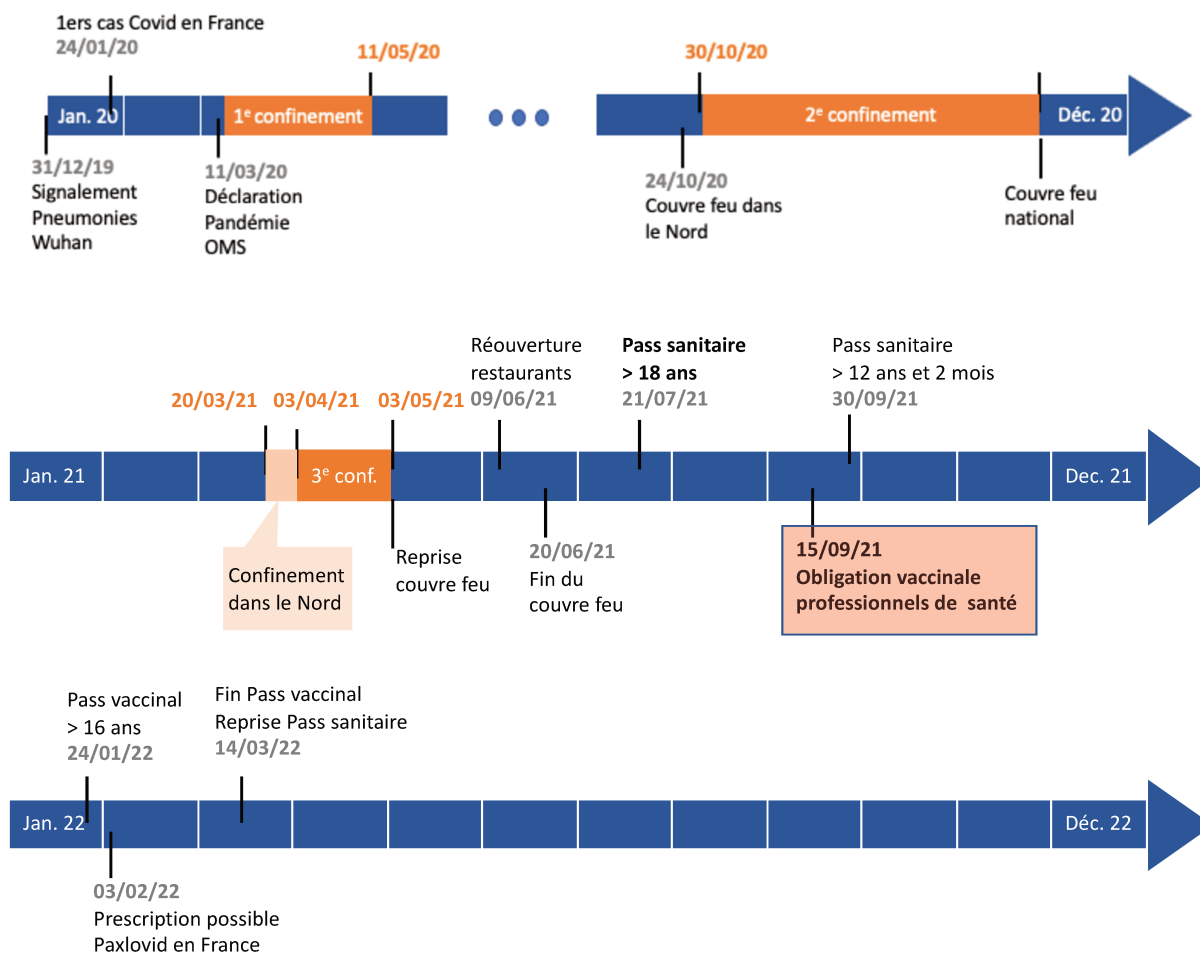 1ers cas Covid en France
24/01/20
11/05/20
30/10/20
Jan. 20
1e confinement
2e confinement
Déc. 20
31/12/19
Signalement
Pneumonies
Wuhan
11/03/20
Déclaration
Pandémie
OMS
24/10/20
Couvre feu dans
le Nord
Couvre feu
national
Réouverture
restaurants
09/06/21
Pass sanitaire
> 18 ans
21/07/21
Pass sanitaire
> 12 ans et 2 mois
30/09/21
20/03/21
03/04/21
03/05/21
Jan. 21
3e conf.
Dec. 21
Confinement
dans le Nord
Reprise
couvre feu
20/06/21
Fin du
couvre feu
15/09/21
Obligation vaccinale
professionnels de santé
Pass vaccinal
> 16 ans
24/01/22
Fin Pass vaccinal
Reprise Pass sanitaire
14/03/22
Jan. 22
Déc. 22
03/02/22
Prescription possible
Paxlovid en France